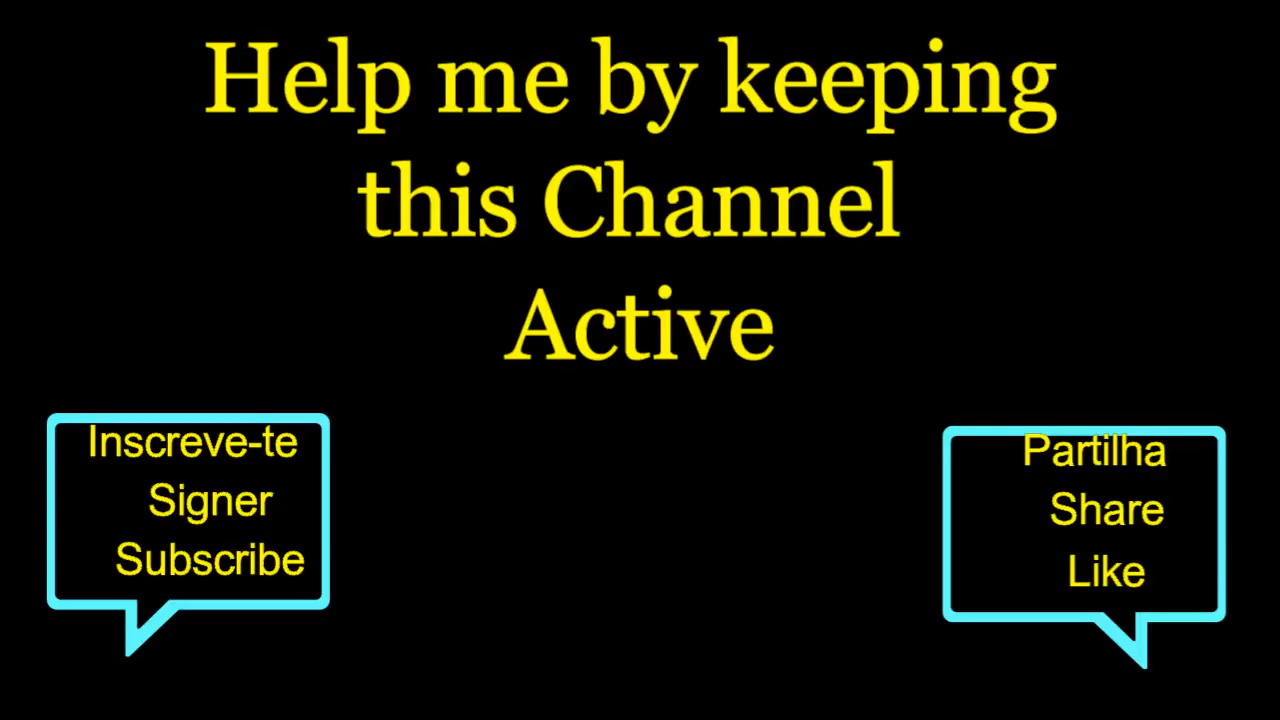 Help me by keeping
this Channel
Active
Inscreve-te
Signer
Subscribe
Partilha
Share
Like